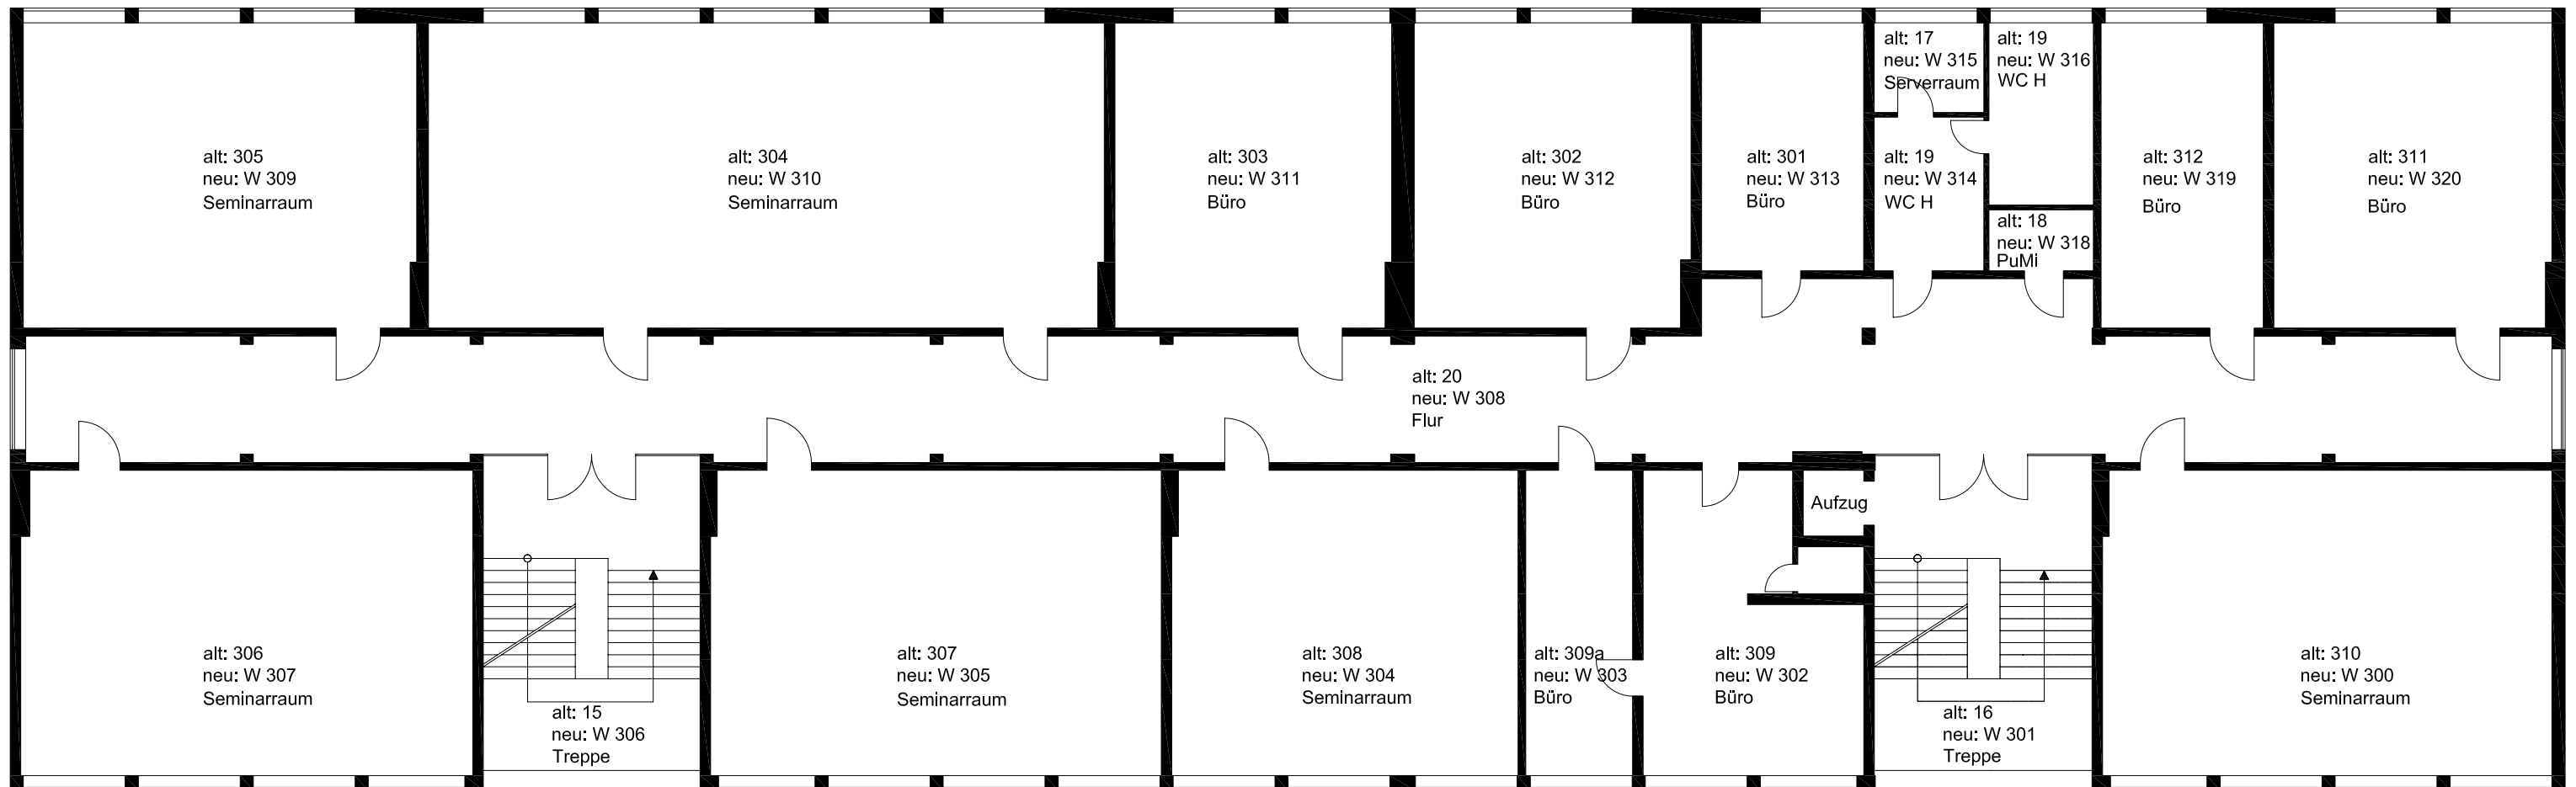 alt: 305
neu: W 309
Seminarraum
alt: 304
neu: W 310
Seminarraum
alt: 303
neu: W 311
Büro
alt: 302
neu: W 312
Büro
alt: 301
neu: W 313
Büro
alt: 17
neu: W 315
Serverraum
alt: 19
neu: W 316
WC H
alt: 19
neu: W 314
WC H
alt: 18
neu: W 318
PuMi
alt: 312
neu: W 319
Büro
alt: 311
neu: W 320
Büro
alt: 20
neu: W 308
Flur
alt: 306
neu: W 307
Seminarraum
alt: 15
neu: W 306
Treppe
alt: 307
neu: W 305
Seminarraum
alt: 308
neu: W 304
Seminarraum
alt: 309a
neu: W 303
Büro
alt: 309
neu: W 302
Büro
Aufzug
alt: 16
neu: W 301
Treppe
alt: 310
neu: W 300
Seminarraum